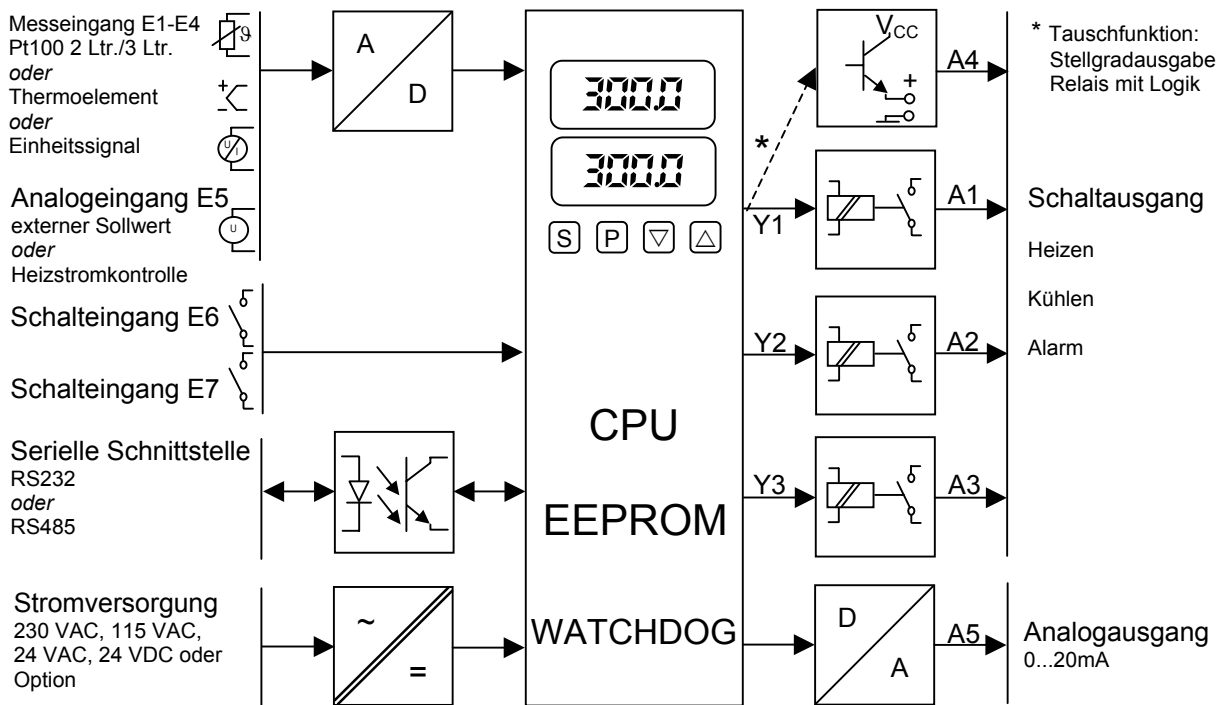 Messeingang E1-E4
Pt100 2 Ltr./3 Ltr.
oder
Thermoelement
oder
Einheitssignal
ϑ
+
U
I
Analogeingang E5
externer Sollwert
oder
Heizstromkontrolle
U
Schalteingang E6
Schalteingang E7
Serielle Schnittstelle
RS232
oder
RS485
Stromversorgung
230 VAC, 115 VAC,
24 VAC, 24 VDC oder
Option
A
D
~
=
300.0
300.0
S P
CPU
EEPROM
WATCHDOG
*
Y1
Y2
Y3
VCC
+
D
A
A4
A1
A2
A3
A5
* Tauschfunktion:
Stellgradausgabe
Relais mit Logik
Schaltausgang
Heizen
Kühlen
Alarm
Analogausgang
0...20mA